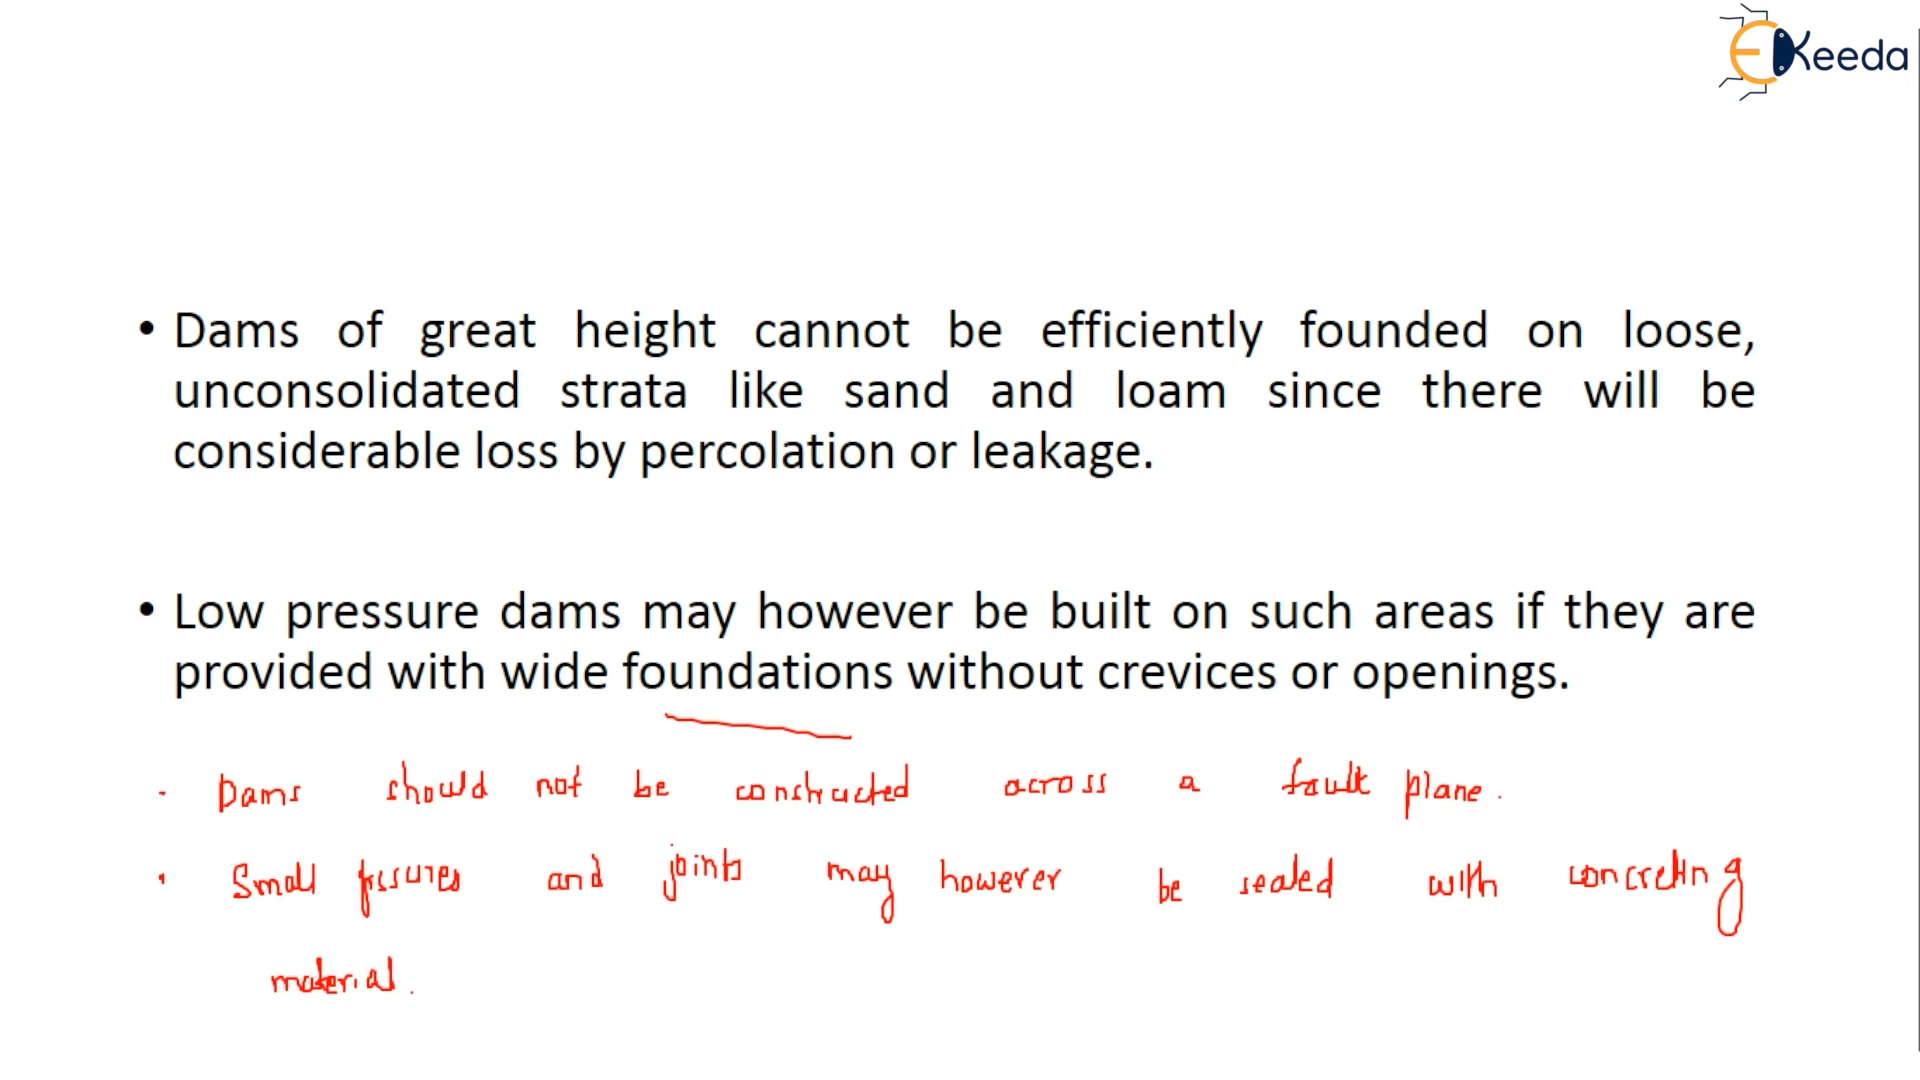 EKeeda
• Dams of great height cannot be efficiently founded on loose,
unconsolidated strata like sand and loam since there will be
considerable loss by percolation or leakage.
• Low pressure dams may however be built on such areas if they are
provided with wide foundations without crevices or openings.
· Dams should not be constructed across a fault plane.
· Small fissures and joints may however be sealed with concreting
material.